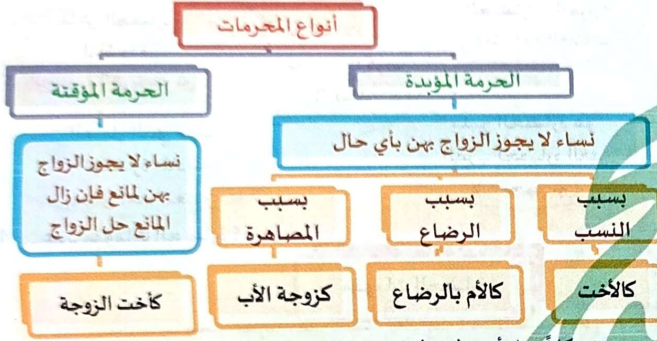 أنواع المحرمات
الحرمة المؤبدة
الحرمة المؤقتة
نساء لا يجوز الزواج بهن بأي حال
نساء لا يجوز الزواج
بهن لمانع فإن زال
المانع حل الزواج
بسبب
النسب
بسبب
الرضاع
بسبب
المصاهرة
كالأخت
كالأم بالرضاع
كزوجة الأب
كأخت الزوجة